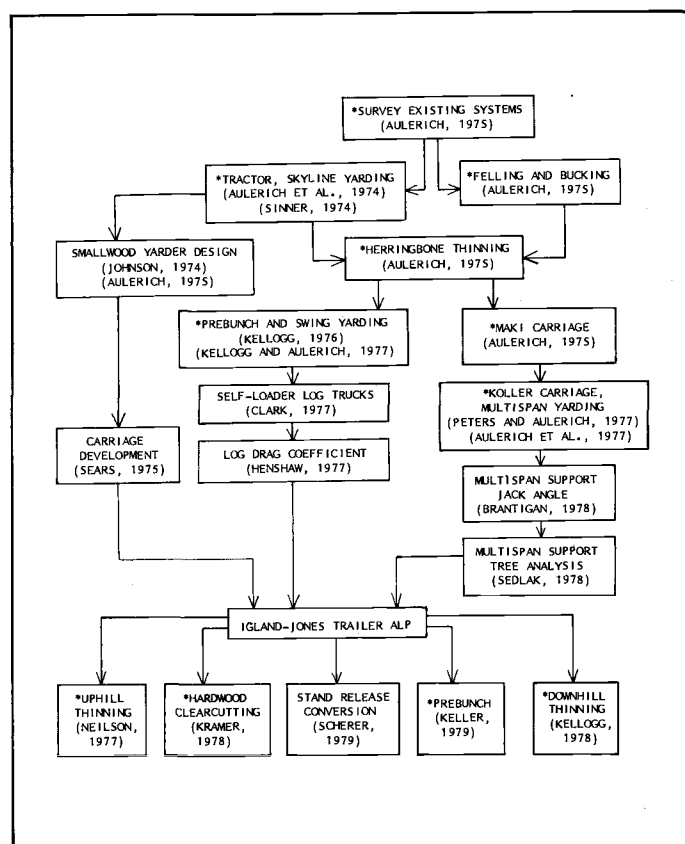 *SURVEY EXISTING SYSTEMS
(AULERICH, 1975)
*TRACTOR, SKYLINE YARDING
(AULERICH ET AL., 1974)
(SINNER, 1974)
*FELLING AND BUCKING
(AULERICH, 1975)
SMALLWOOD YARDER DESIGN
(JOHNSON, 1974)
(AULERICH, 1975)
*HERRINGBONE THINNING
(AULERICH, 1975)
*PREBUNCH AND SWING YARDING
(KELLOGG, 1976)
(KELLOGG AND AULERICH, 1977)
*MAKI CARRIAGE
(AULERICH, 1975)
SELF-LOADER LOG TRUCKS
(CLARK, 1977)
*KOLLER CARRIAGE,
MULTISPAN YARDING
(PETERS AND AULERICH, 1977)
(AULERICH ET AL., 1977)
CARRIAGE
DEVELOPMENT
(SEARS, 1975)
LOG DRAG COEFFICIENT
(HENSHAW, 1977)
MULTISPAN SUPPORT
JACK ANGLE
(BRANTIGAN, 1978)
MULTISPAN SUPPORT
TREE ANALYSIS
(SEDLAK, 1978)
IGLAND-JONES TRAILER ALP
*UPHILL
THINNING
(NEILSON,
1977)
*HARDWOOD
CLEARCUTTING
(KRAMER,
1978)
STAND RELEASE
CONVERSION
(SCHERER,
1979)
*PREBUNCH
(KELLER,
1979)
*DOWNHILL
THINNING
(KELLOGG,
1978)